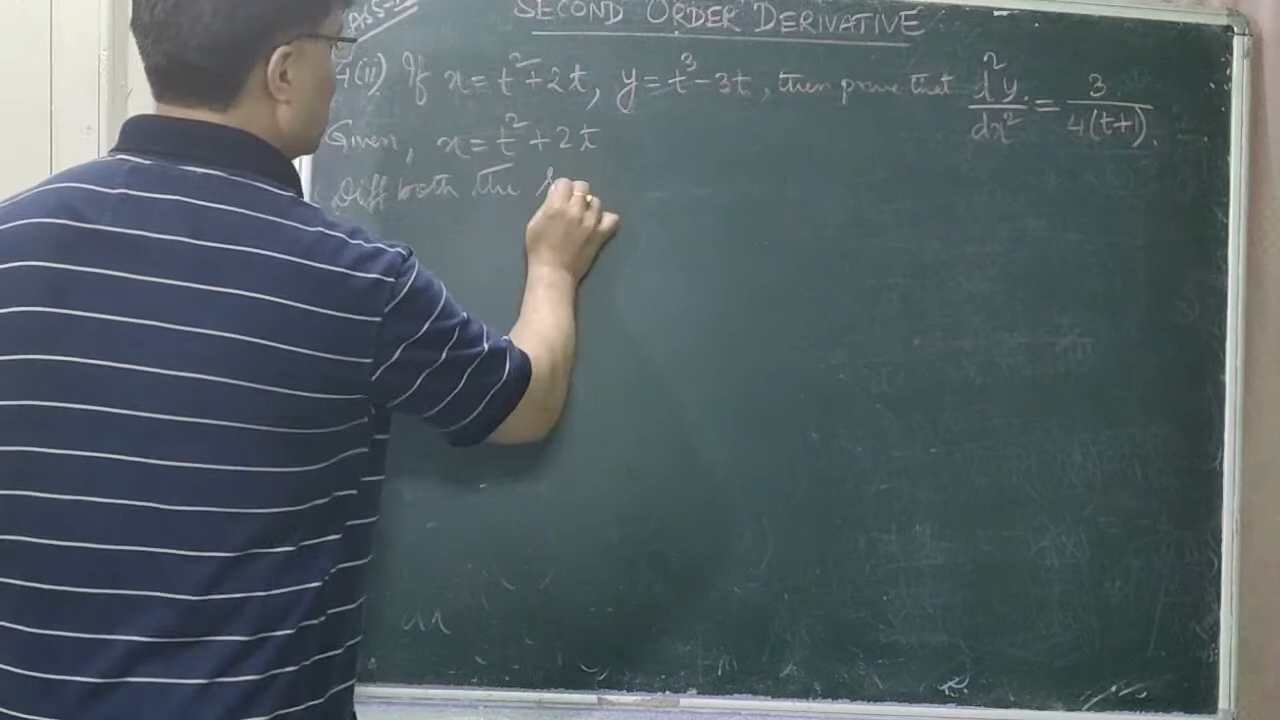 SECOND ORDER DERIVATIVE
4(ii) If x = t² + 2t, y = t³ - 3t, then prove that d²y/dx² = 3/4(t+1).
Given, x = t² + 2t
Diff both the s